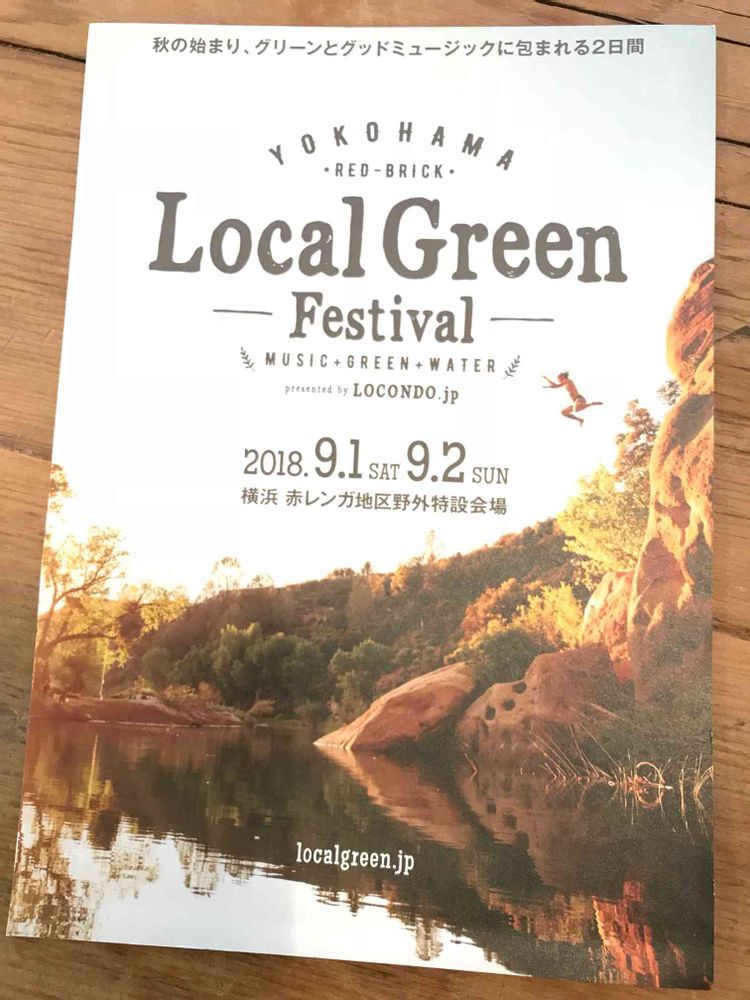 秋の始まり、グリーンとグッドミュージックに包まれる2日間
YOKOHAMA
・RED-BRICK・
Local Green
Festival
MUSIC+GREEN+WATER
presented by LOCONDO.jp
2018. 9.1 SAT 9.2 SUN
横浜 赤レンガ地区野外特設会場
localgreen.jp